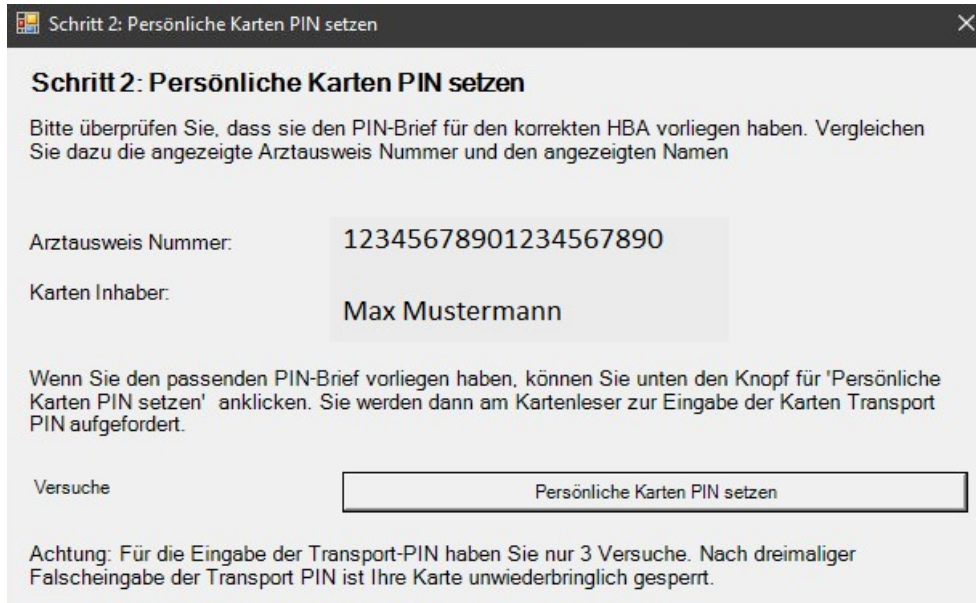 Schritt 2: Persönliche Karten PIN setzen
Schritt 2: Persönliche Karten PIN setzen
Bitte überprüfen Sie, dass sie den PIN-Brief für den korrekten HBA vorliegen haben. Vergleichen
Sie dazu die angezeigte Arztausweis Nummer und den angezeigten Namen
Arztausweis Nummer: 12345678901234567890
Karten Inhaber:
Max Mustermann
Wenn Sie den passenden PIN-Brief vorliegen haben, können Sie unten den Knopf für 'Persönliche
Karten PIN setzen' anklicken. Sie werden dann am Kartenleser zur Eingabe der Karten Transport
PIN aufgefordert.
Versuche Persönliche Karten PIN setzen
Achtung: Für die Eingabe der Transport-PIN haben Sie nur 3 Versuche. Nach dreimaliger
Falscheingabe der Transport PIN ist Ihre Karte unwiederbringlich gesperrt.